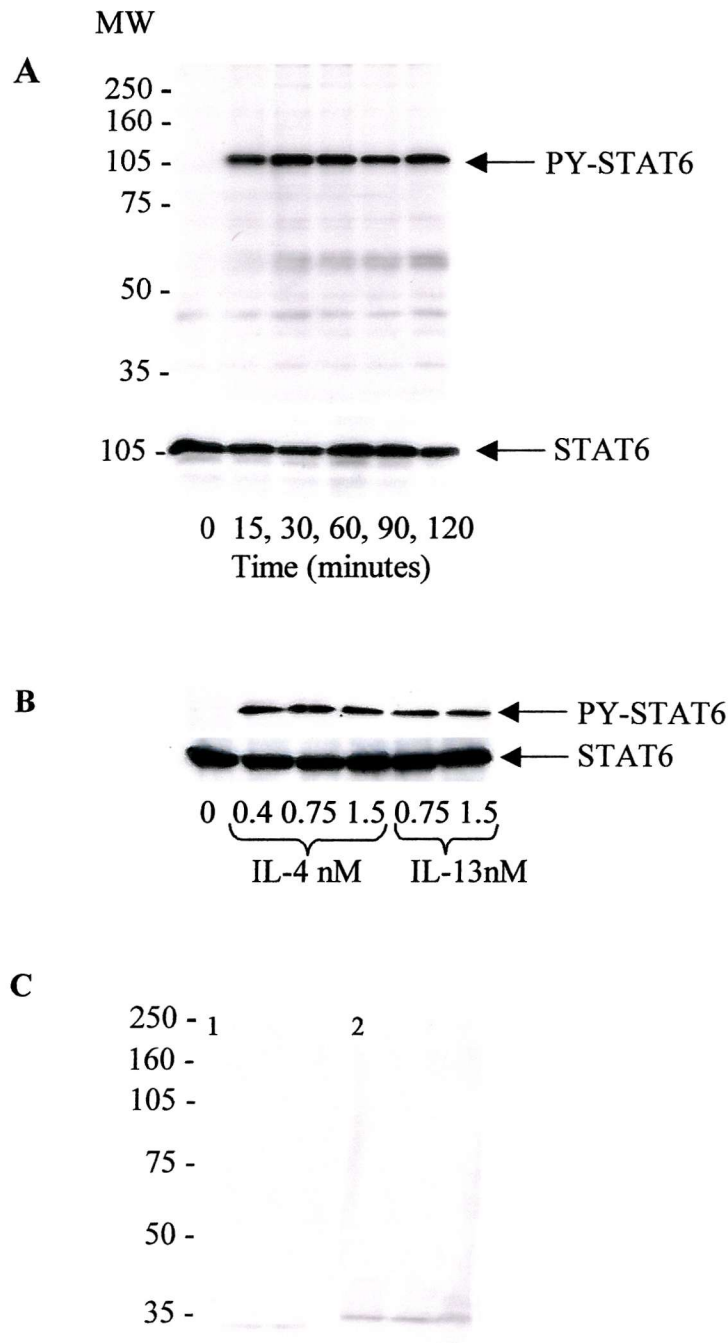 MW
A
250 -
160 -
105 -
PY-STAT6
75 -
50 -
35 -
105 -
STAT6
0 15, 30, 60, 90, 120
Time (minutes)
B
PY-STAT6
STAT6
0 0.4 0.75 1.5 0.75 1.5
IL-4 nM IL-13nM
C
250 - 1 2
160 -
105 -
75 -
50 -
35 -